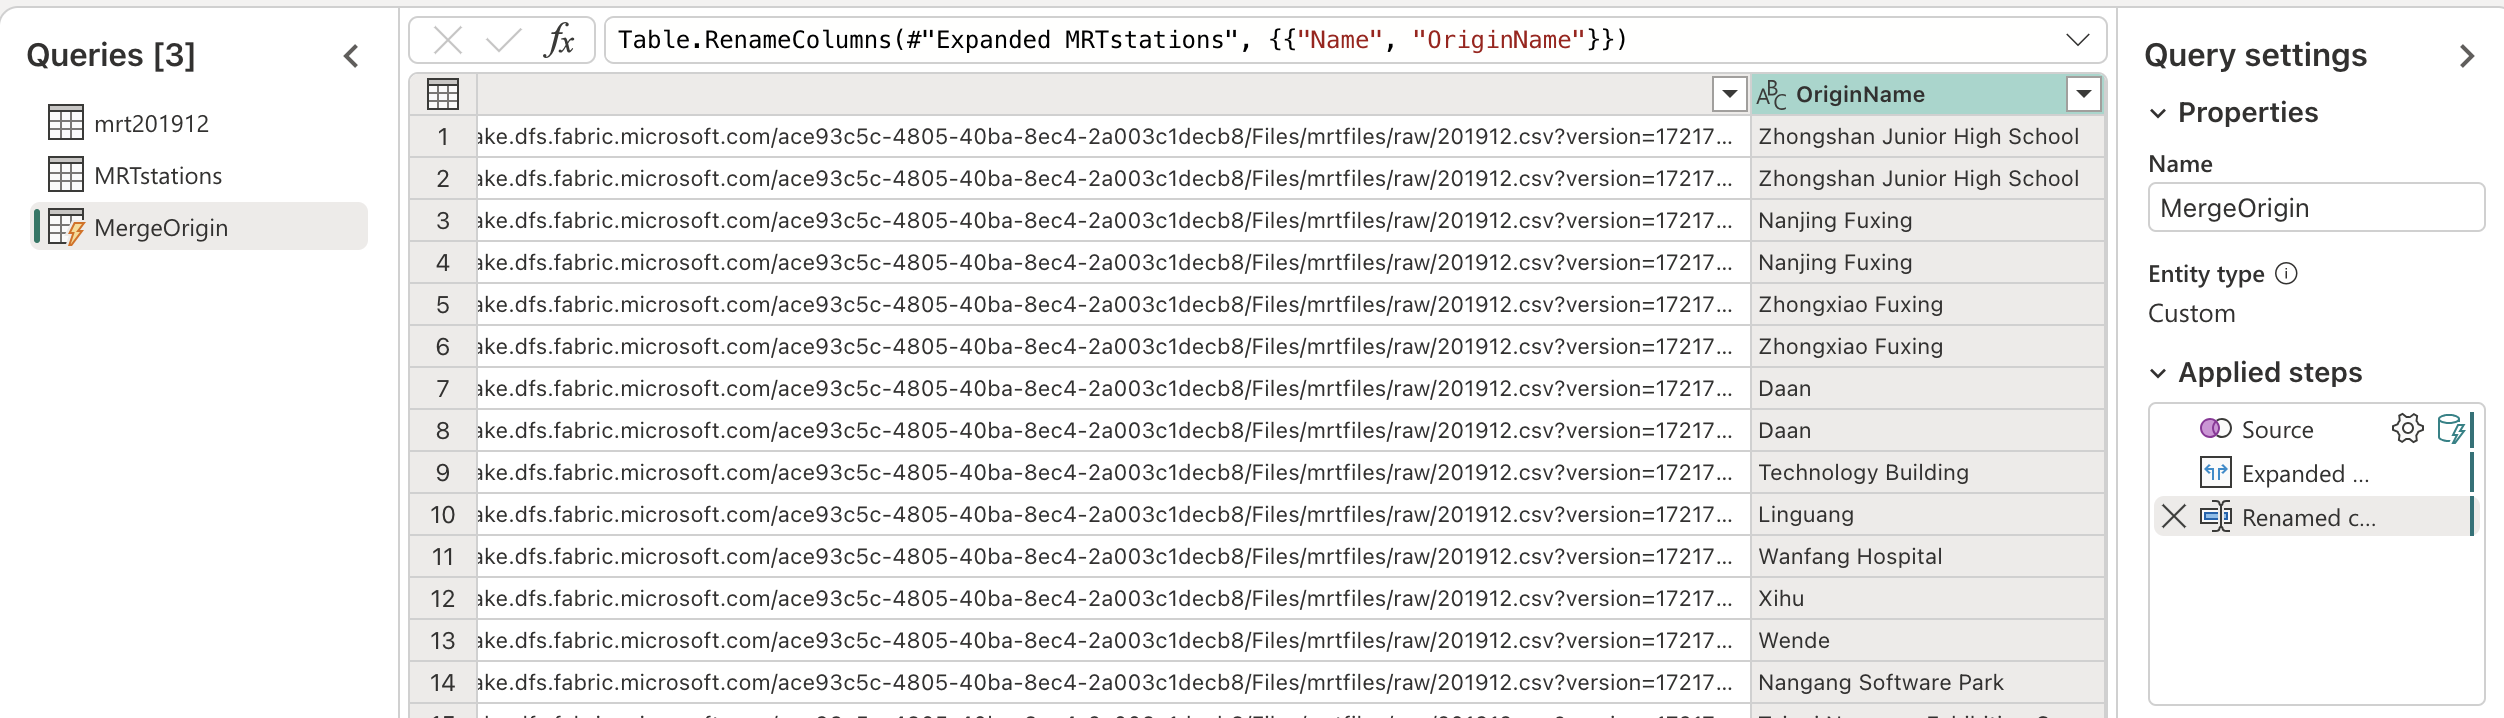 Queries [3]
mrt201912
MRTstations
MergeOrigin
fx Table.RenameColumns(#"Expanded MRTstations", {{"Name", "OriginName"}})
ABC OriginName
1 ake.dfs.fabric.microsoft.com/ace93c5c-4805-40ba-8ec4-2a003c1decb8/Files/mrtfiles/raw/201912.csv?version=17217... Zhongshan Junior High School
2 ake.dfs.fabric.microsoft.com/ace93c5c-4805-40ba-8ec4-2a003c1decb8/Files/mrtfiles/raw/201912.csv?version=17217... Zhongshan Junior High School
3 ake.dfs.fabric.microsoft.com/ace93c5c-4805-40ba-8ec4-2a003c1decb8/Files/mrtfiles/raw/201912.csv?version=17217... Nanjing Fuxing
4 ake.dfs.fabric.microsoft.com/ace93c5c-4805-40ba-8ec4-2a003c1decb8/Files/mrtfiles/raw/201912.csv?version=17217... Nanjing Fuxing
5 ake.dfs.fabric.microsoft.com/ace93c5c-4805-40ba-8ec4-2a003c1decb8/Files/mrtfiles/raw/201912.csv?version=17217... Zhongxiao Fuxing
6 ake.dfs.fabric.microsoft.com/ace93c5c-4805-40ba-8ec4-2a003c1decb8/Files/mrtfiles/raw/201912.csv?version=17217... Zhongxiao Fuxing
7 ake.dfs.fabric.microsoft.com/ace93c5c-4805-40ba-8ec4-2a003c1decb8/Files/mrtfiles/raw/201912.csv?version=17217... Daan
8 ake.dfs.fabric.microsoft.com/ace93c5c-4805-40ba-8ec4-2a003c1decb8/Files/mrtfiles/raw/201912.csv?version=17217... Daan
9 ake.dfs.fabric.microsoft.com/ace93c5c-4805-40ba-8ec4-2a003c1decb8/Files/mrtfiles/raw/201912.csv?version=17217... Technology Building
10 ake.dfs.fabric.microsoft.com/ace93c5c-4805-40ba-8ec4-2a003c1decb8/Files/mrtfiles/raw/201912.csv?version=17217... Linguang
11 ake.dfs.fabric.microsoft.com/ace93c5c-4805-40ba-8ec4-2a003c1decb8/Files/mrtfiles/raw/201912.csv?version=17217... Wanfang Hospital
12 ake.dfs.fabric.microsoft.com/ace93c5c-4805-40ba-8ec4-2a003c1decb8/Files/mrtfiles/raw/201912.csv?version=17217... Xihu
13 ake.dfs.fabric.microsoft.com/ace93c5c-4805-40ba-8ec4-2a003c1decb8/Files/mrtfiles/raw/201912.csv?version=17217... Wende
14 ake.dfs.fabric.microsoft.com/ace93c5c-4805-40ba-8ec4-2a003c1decb8/Files/mrtfiles/raw/201912.csv?version=17217... Nangang Software Park
Query settings
Properties
Name
MergeOrigin
Entity type
Custom
Applied steps
Source
Expanded ...
Renamed c...